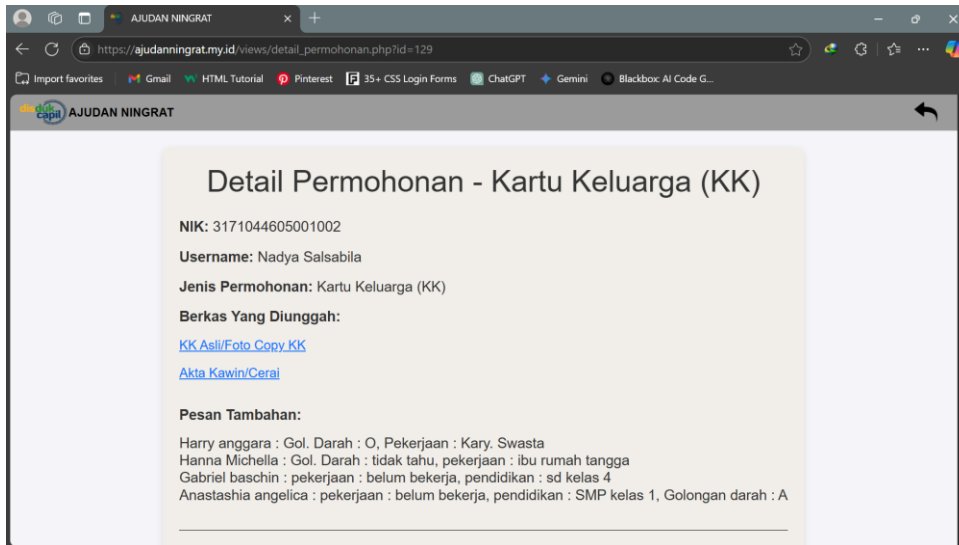 AJUDAN NINGRAT
https://ajudanningrat.my.id/views/detail_permohonan.php?id=129
Import favorites
Gmail
HTML Tutorial
Pinterest
35+ CSS Login Forms
ChatGPT
Gemini
Blackbox: AI Code G...
disdukcapil AJUDAN NINGRAT
Detail Permohonan - Kartu Keluarga (KK)
NIK: 3171044605001002
Username: Nadya Salsabila
Jenis Permohonan: Kartu Keluarga (KK)
Berkas Yang Diunggah:
KK Asli/Foto Copy KK
Akta Kawin/Cerai
Pesan Tambahan:
Harry anggara : Gol. Darah : O, Pekerjaan : Kary. Swasta
Hanna Michella : Gol. Darah : tidak tahu, pekerjaan : ibu rumah tangga
Gabriel baschin : pekerjaan : belum bekerja, pendidikan : sd kelas 4
Anastashia angelica : pekerjaan : belum bekerja, pendidikan : SMP kelas 1, Golongan darah : A